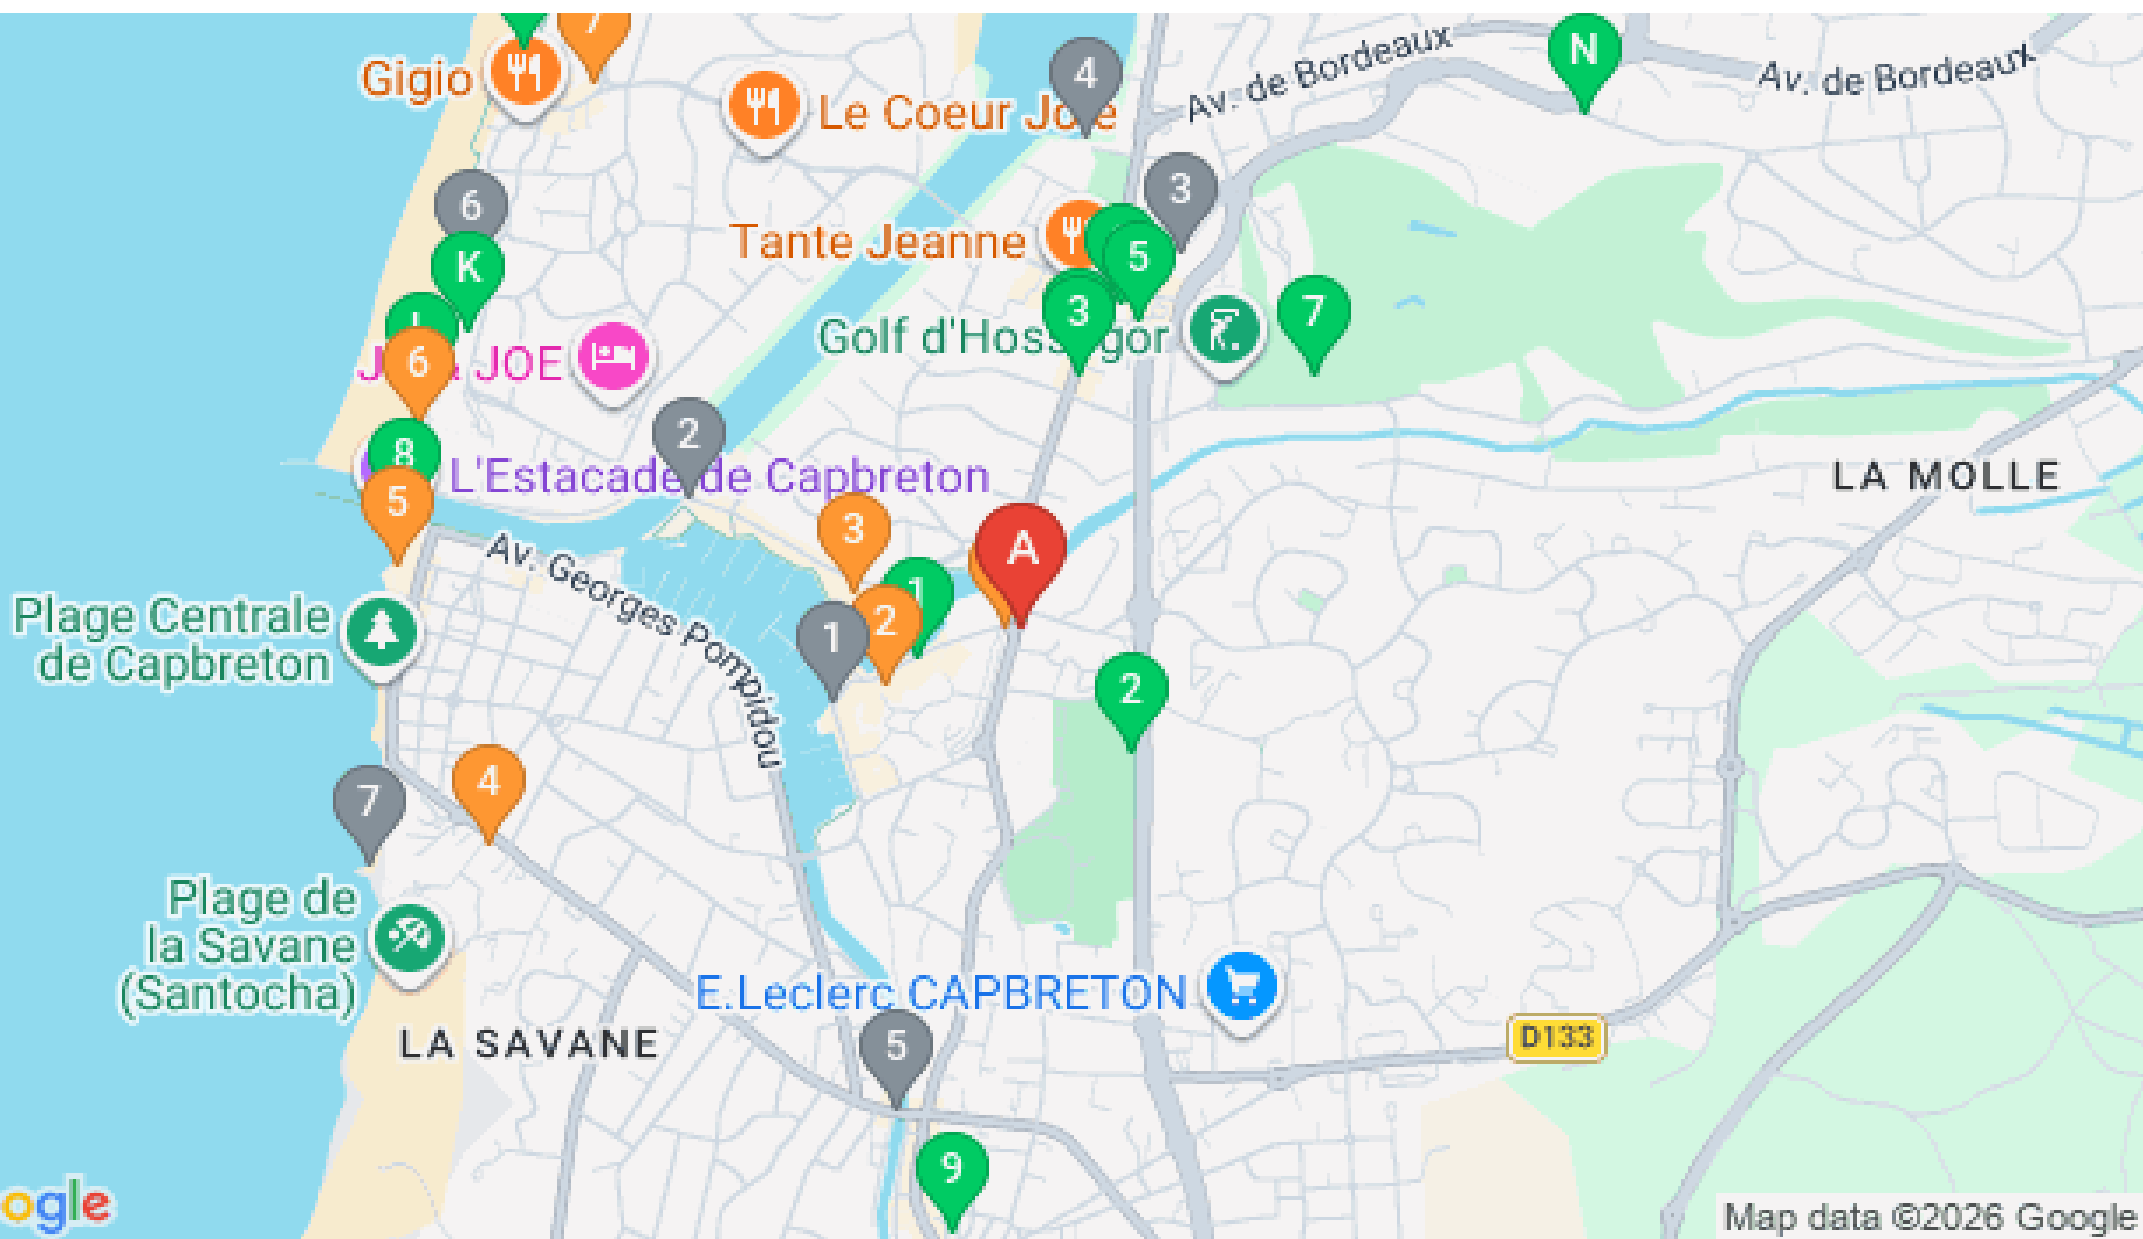 7
Gigio
Le Coeur Joie
4
Av. de Bordeaux
N
Av. de Bordeaux
6
3
Tante Jeanne
5
K
3
Golf d'Hossegor
7
L
6
JOE
2
8
L'Estacade de Capbreton
5
LA MOLLE
3
A
Av. Georges Pompidou
1
2
1
Plage Centrale
de Capbreton
2
4
7
Plage de
la Savane
(Santocha)
E.Leclerc CAPBRETON
LA SAVANE
5
D133
9
ogle
Map data ©2026 Google